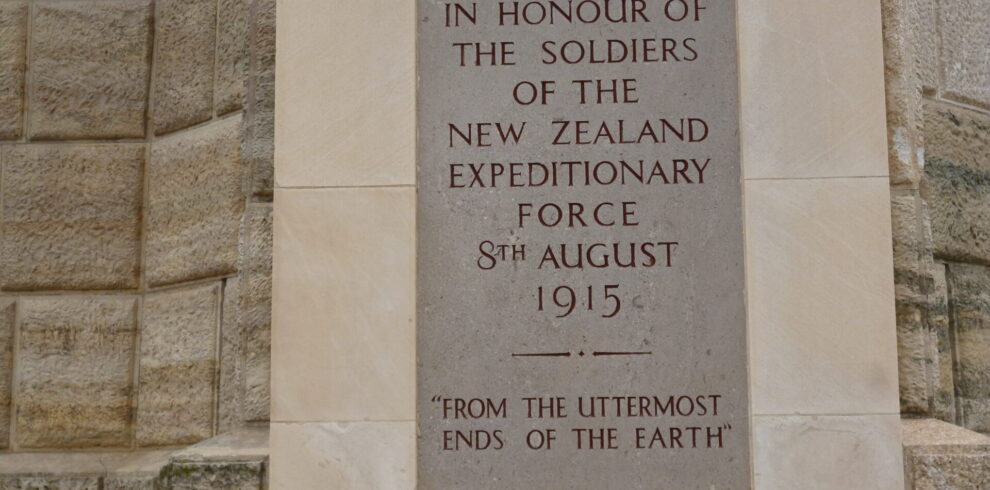 IN HONOUR OF
THE SOLDIERS
OF THE
NEW ZEALAND
EXPEDITIONARY
FORCE
8TH AUGUST
1915
"FROM THE UTTERMOST
ENDS OF THE EARTH"